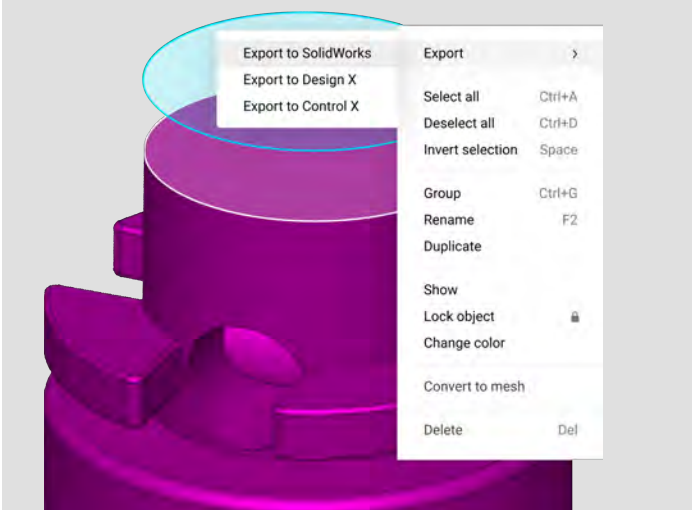 Export to SolidWorks
Export to Design X
Export to Control X
Export >
Select all Ctrl+A
Deselect all Ctrl+D
Invert selection Space
Group Ctrl+G
Rename F2
Duplicate
Show
Lock object
Change color
Convert to mesh
Delete Del